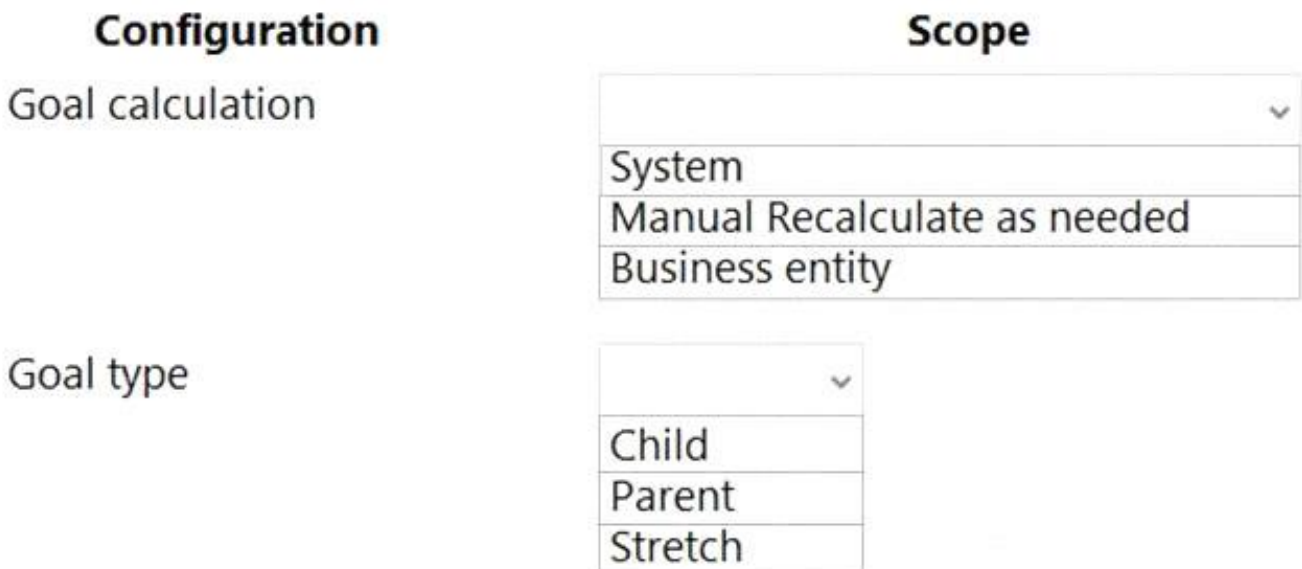 Configuration Scope
Goal calculation
System
Manual Recalculate as needed
Business entity
Goal type
Child
Parent
Stretch